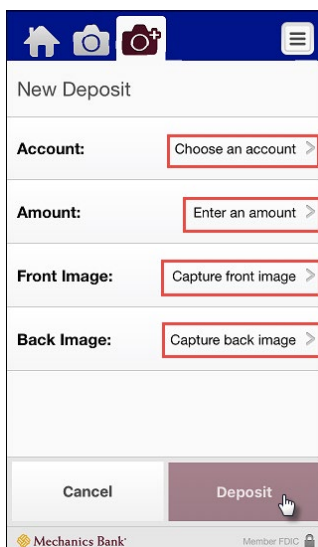 New Deposit
Account: Choose an account
Amount: Enter an amount
Front Image: Capture front image
Back Image: Capture back image
Cancel Deposit
Mechanics Bank Member FDIC